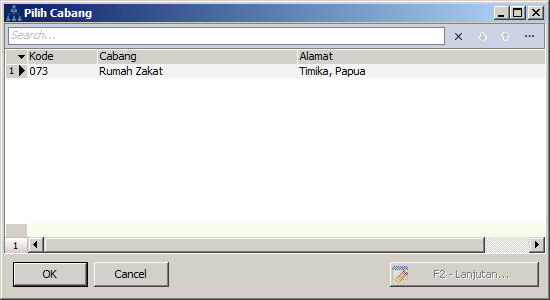 Pilih Cabang
Search...
Kode Cabang Alamat
1 073 Rumah Zakat Timika, Papua
1
OK Cancel F2 - Lanjutan...